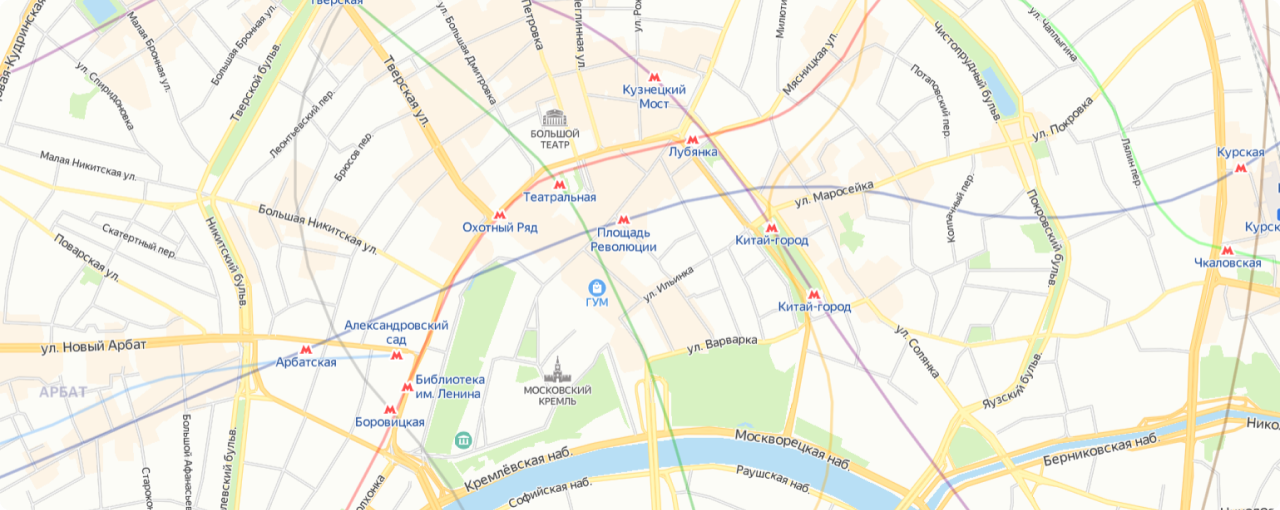 Тверская
Малая Бронная ул.
Большая Бронная ул.
Тверской бульв.
ул. Спиридоновка
Леонтьевский пер.
Брюсов пер.
Тверская ул.
ул. Большая Дмитровка
Петровка
Неглинная ул.
Кузнецкий
Мост
БОЛЬШОЙ
ТЕАТР
Лубянка
Мясницкая ул.
Чистопрудный бульв.
ул. Чаплыгина
Потаповский пер.
ул. Покровка
Лялин пер.
Курская
Малая Никитская ул.
Большая Никитская ул.
Скатертный пер.
Поварская ул.
Никитский бульв.
Театральная
Охотный Ряд
Площадь
Революции
ул. Маросейка
Китай-город
Колпачный пер.
Покровский бульв.
Чкаловская
ГУМ
ул. Ильинка
Китай-город
Александровский
сад
ул. Новый Арбат
Арбатская
ул. Варварка
ул. Солянка
Яузский бульв.
АРБАТ
Библиотека
им. Ленина
Боровицкая
МОСКОВСКИЙ
КРЕМЛЬ
Кремлёвская наб.
Москворецкая наб.
Софийская наб.
Раушская наб.
Берниковская наб.